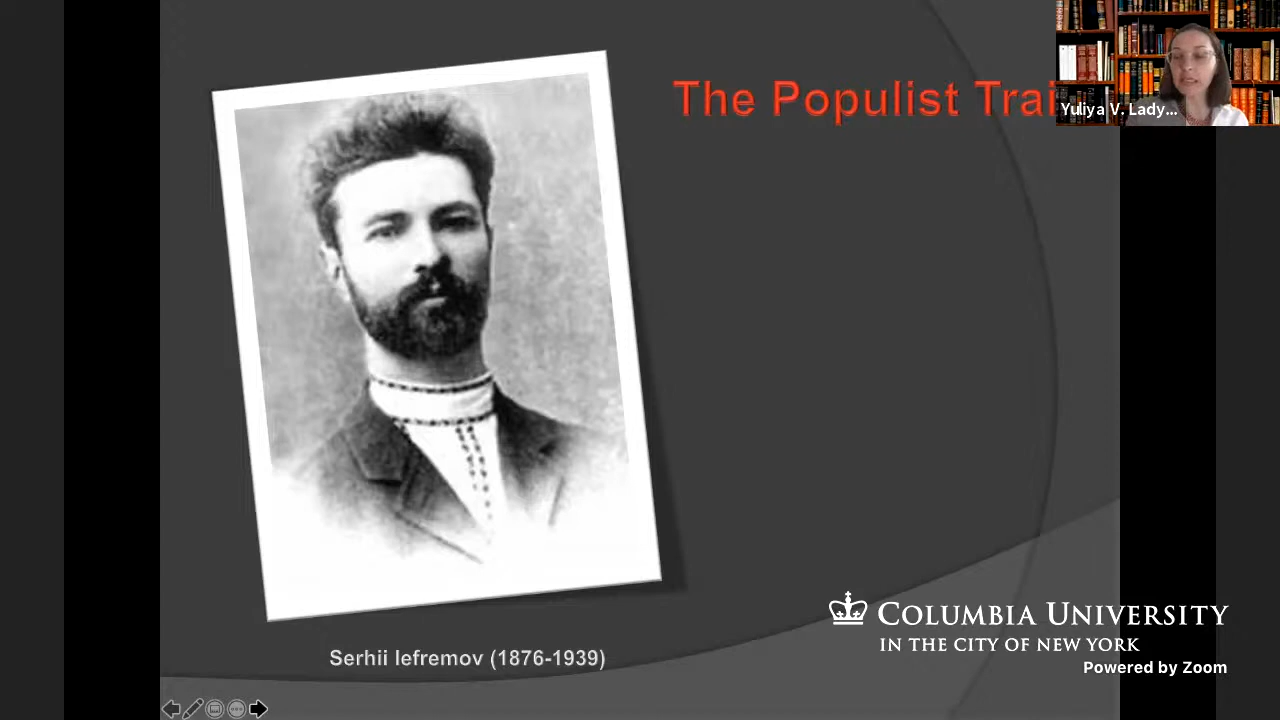 The Populist Trai
Yuliya V. Lady...
Serhii Iefremov (1876-1939)
COLUMBIA UNIVERSITY
IN THE CITY OF NEW YORK
Powered by Zoom